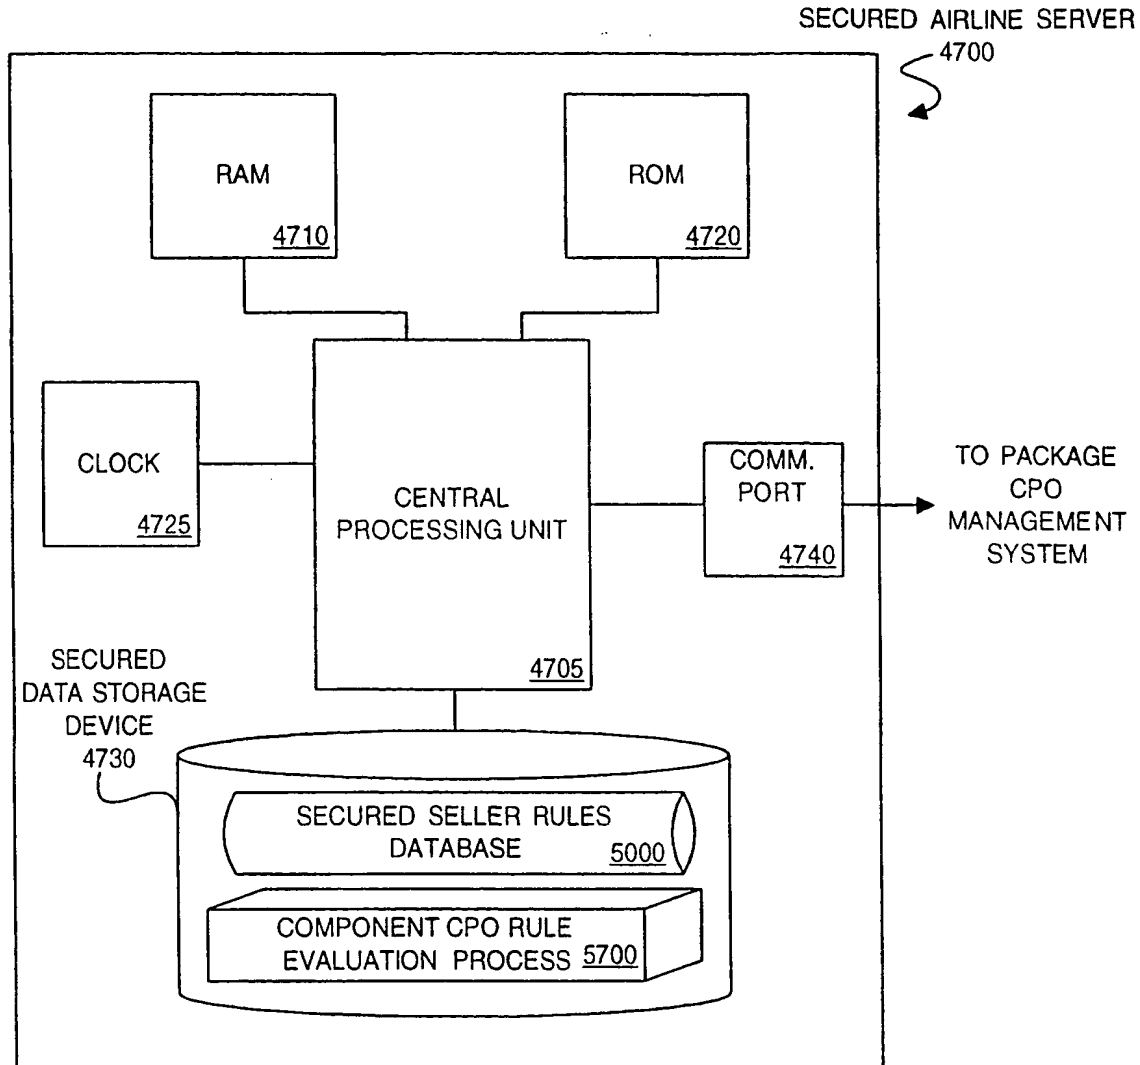 SECURED AIRLINE SERVER
4700
RAM
4710
ROM
4720
CLOCK
4725
CENTRAL
PROCESSING UNIT
4705
COMM.
PORT
4740
TO PACKAGE
CPO
MANAGEMENT
SYSTEM
SECURED
DATA STORAGE
DEVICE
4730
SECURED SELLER RULES
DATABASE 5000
COMPONENT CPO RULE
EVALUATION PROCESS 5700